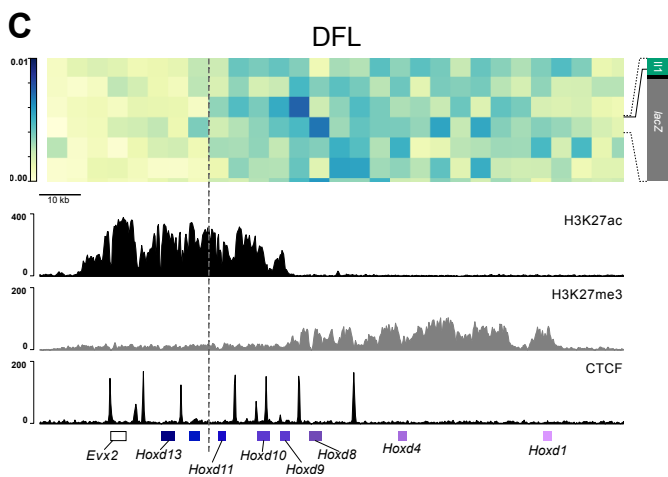 C
DFL
0.01
0.00
II1
lacZ
10 kb
400
0
H3K27ac
200
0
H3K27me3
200
0
CTCF
Evx2
Hoxd13
Hoxd11
Hoxd10
Hoxd9
Hoxd8
Hoxd4
Hoxd1